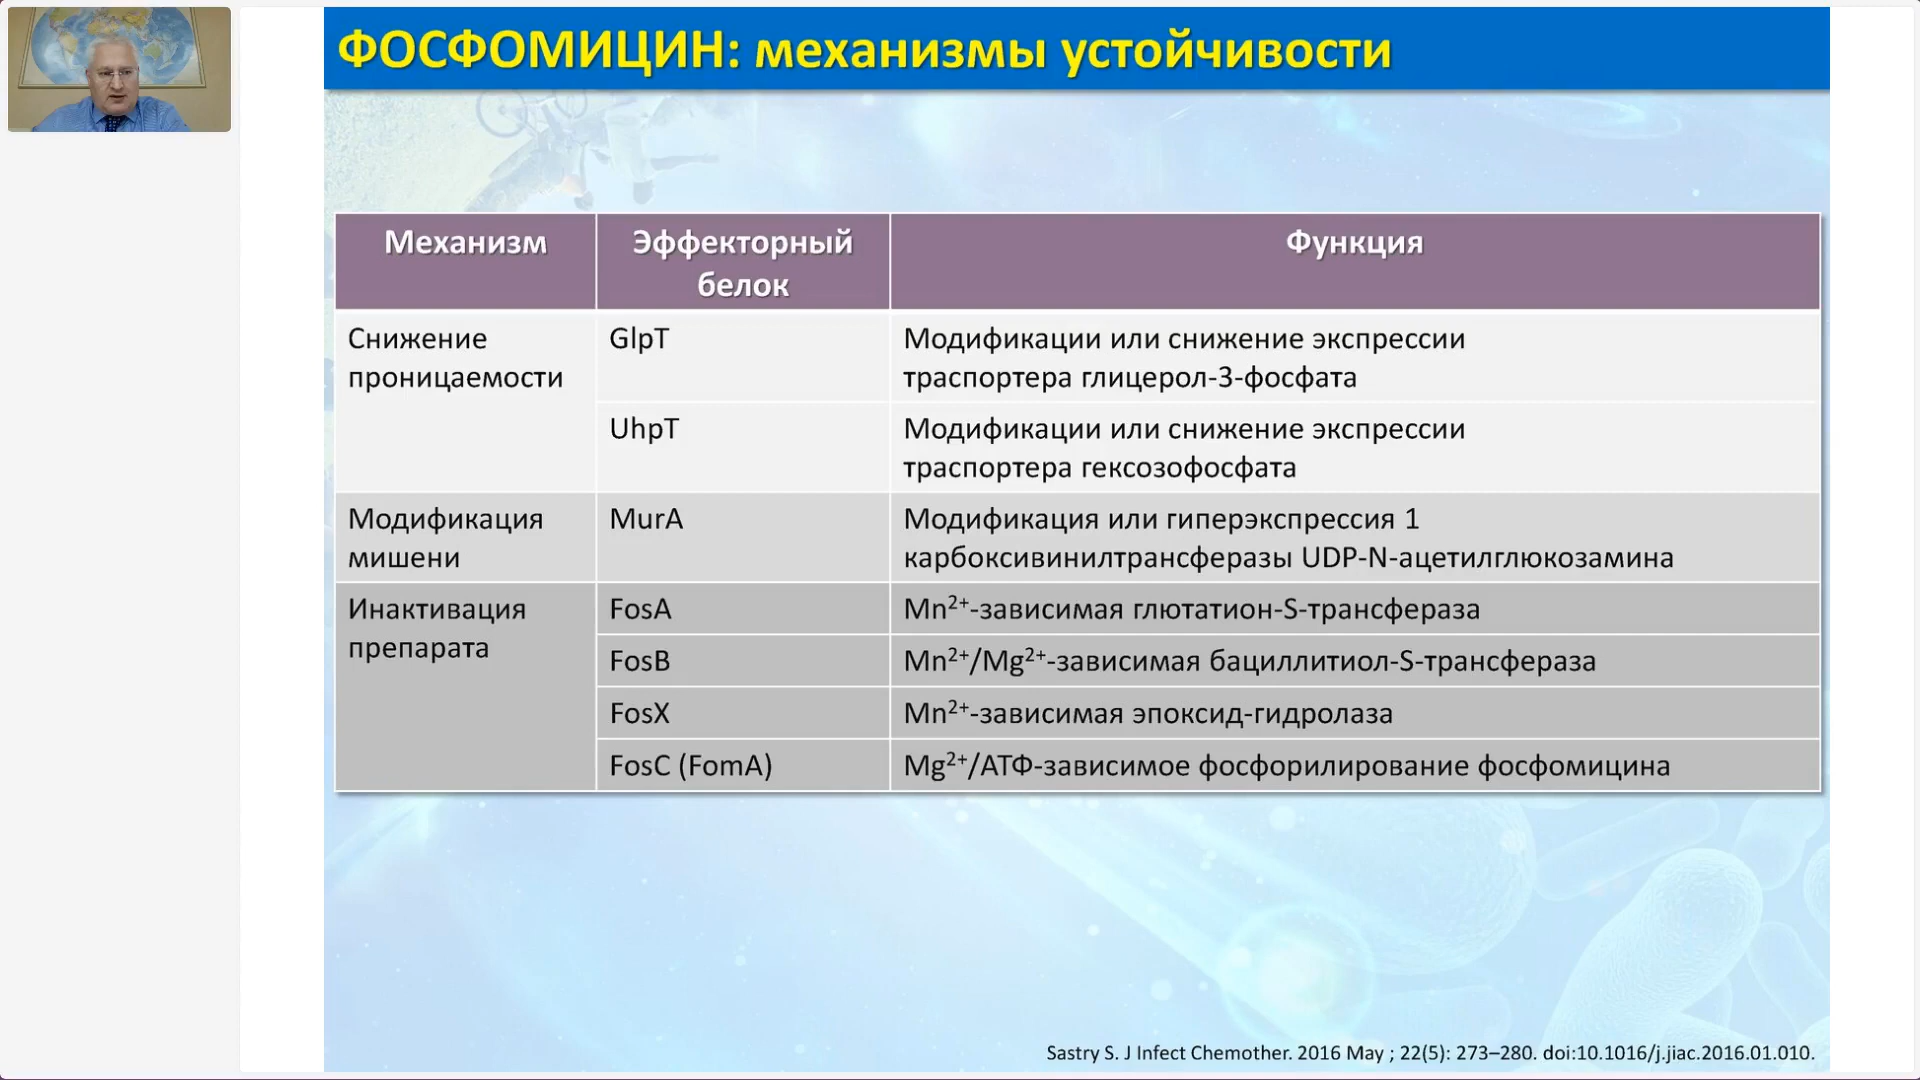 ФОСФОМИЦИН: механизмы устойчивости
Механизм
Эффекторный
белок
Функция
Снижение
проницаемости
GlpT
Модификации или снижение экспрессии
траспортера глицерол-3-фосфата
UhpT
Модификации или снижение экспрессии
траспортера гексозофосфата
Модификация
мишени
MurA
Модификация или гиперэкспрессия 1
карбоксивинилтрансферазы UDP-N-ацетилглюкозамина
Инактивация
препарата
FosA
Mn²⁺-зависимая глютатион-S-трансфераза
FosB
Mn²⁺/Mg²⁺-зависимая бациллитиол-S-трансфераза
FosX
Mn²⁺-зависимая эпоксид-гидролаза
FosC (FomA)
Mg²⁺/АТФ-зависимое фосфорилирование фосфомицина
Sastry S. J Infect Chemother. 2016 May ; 22(5): 273–280. doi:10.1016/j.jiac.2016.01.010.